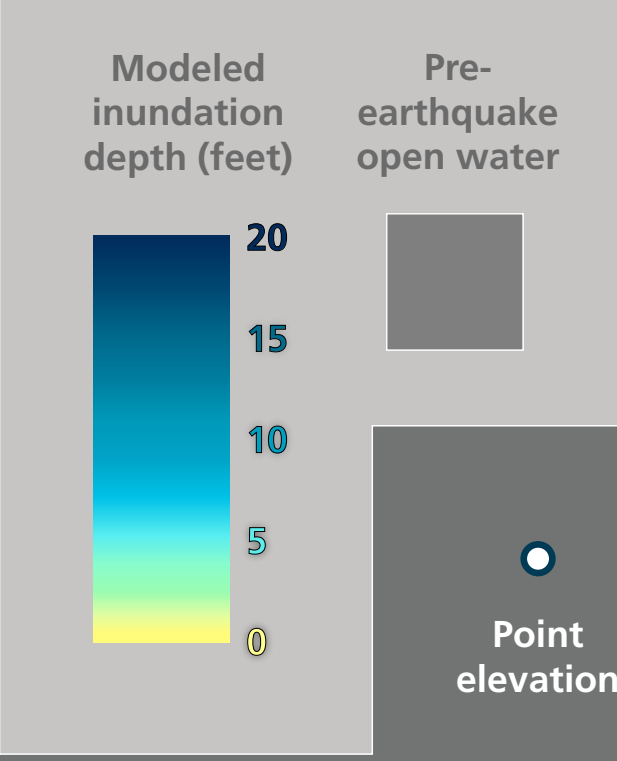 Modeled
inundation
depth (feet)
Pre-
earthquake
open water
20
15
10
5
0
Point
elevation